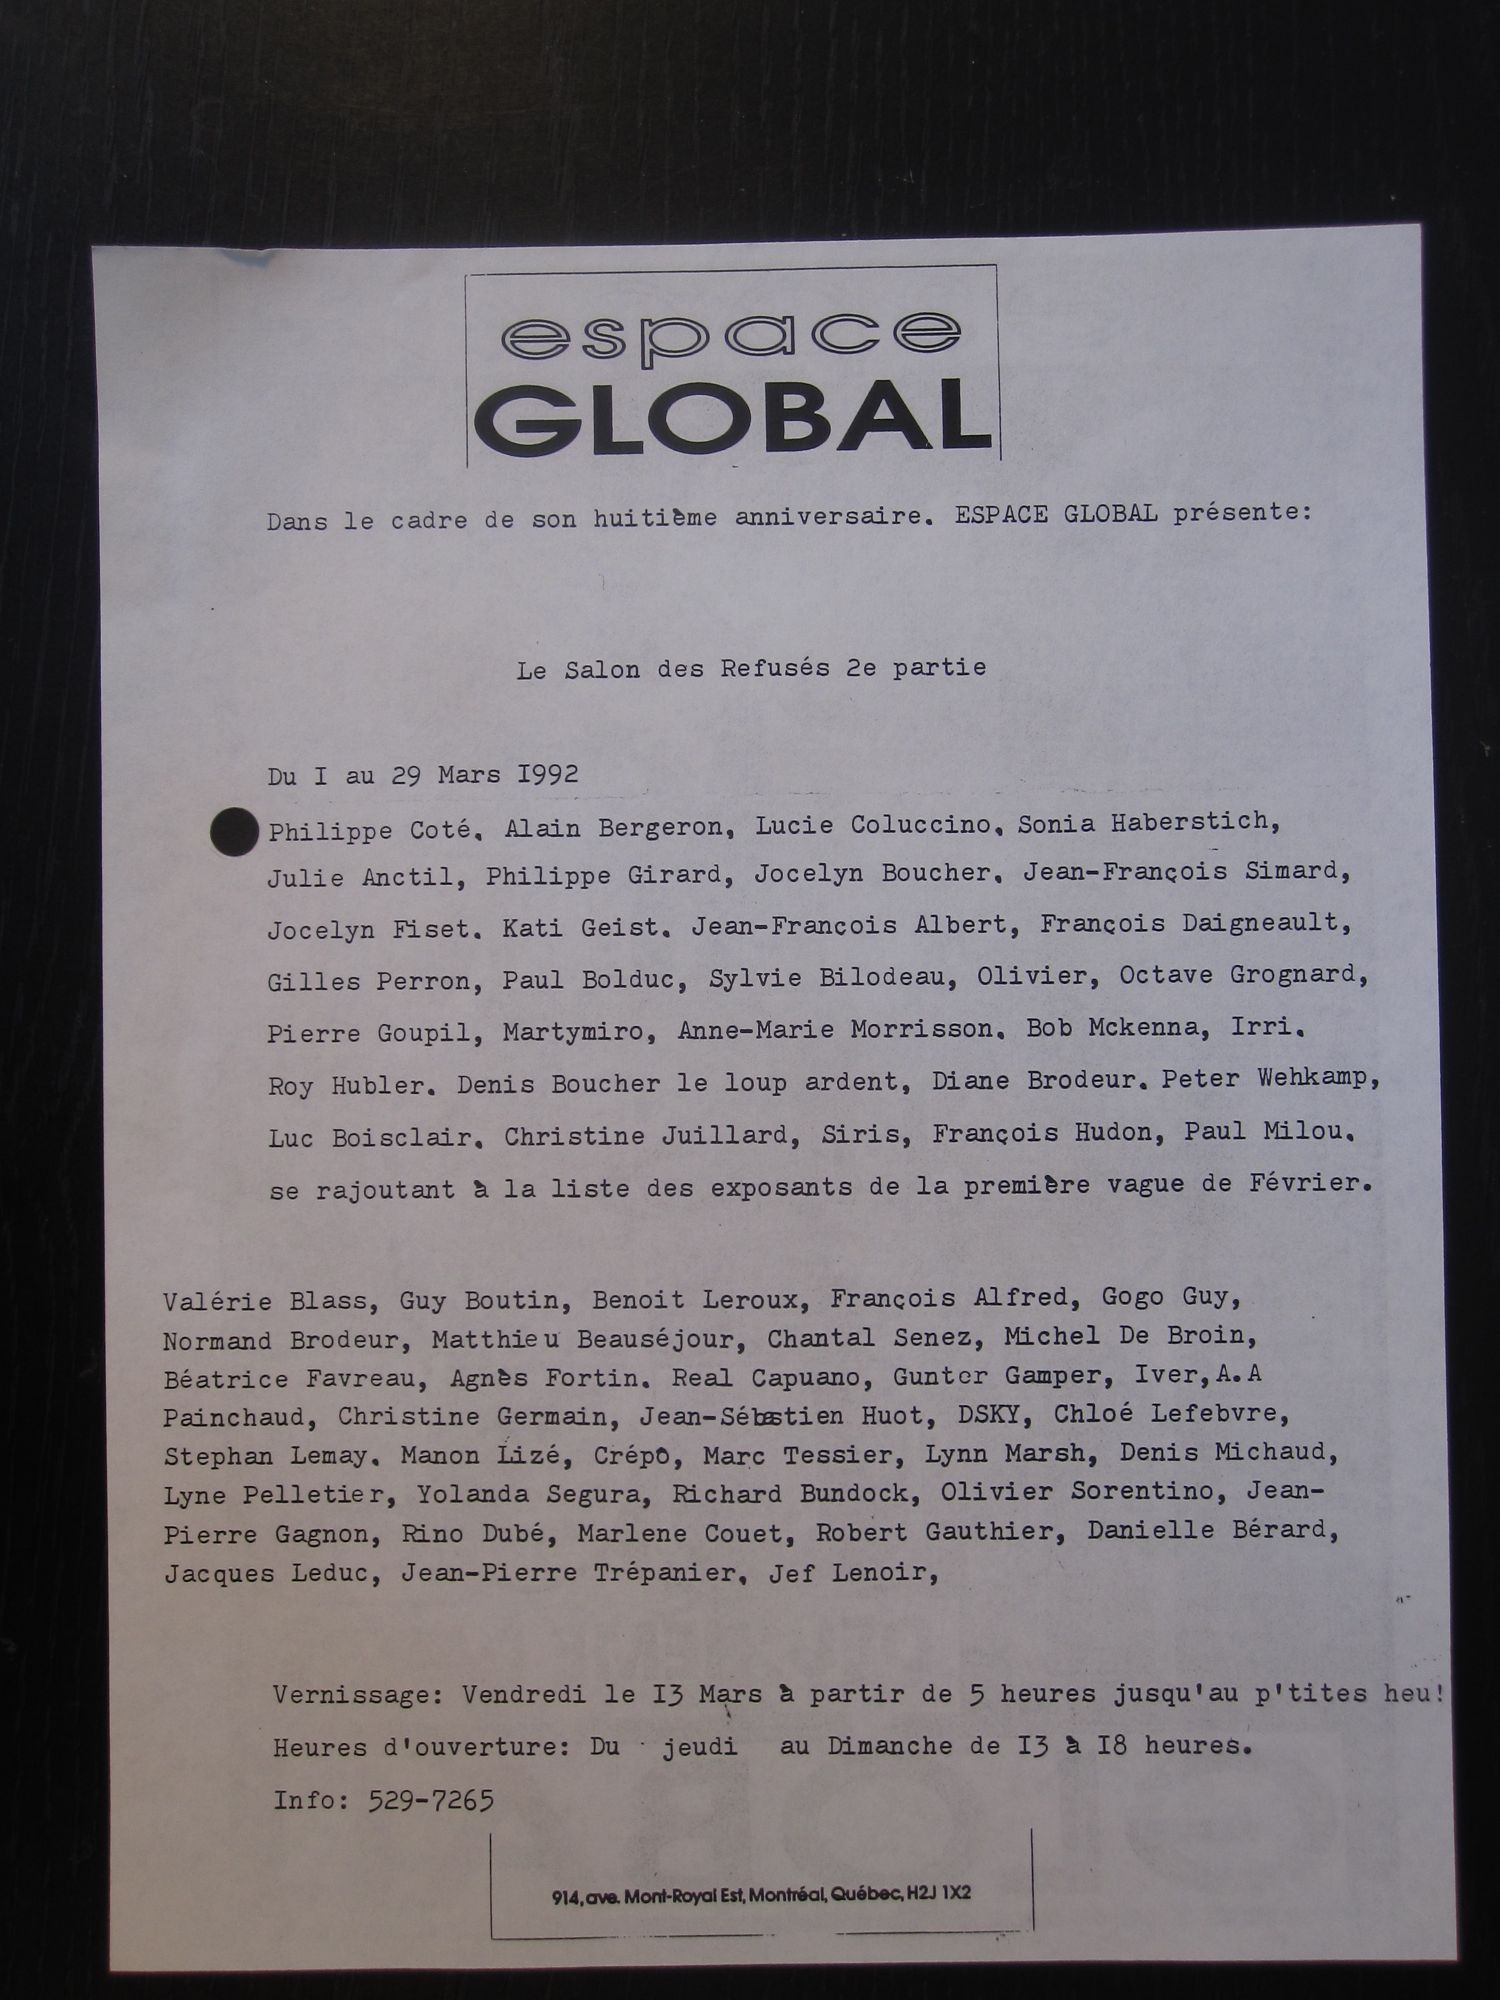 espace
GLOBAL
Dans le cadre de son huitième anniversaire. ESPACE GLOBAL présente:
Le Salon des Refusés 2e partie
Du I au 29 Mars I992
Philippe Coté. Alain Bergeron, Lucie Coluccino. Sonia Haberstich,
Julie Anctil, Philippe Girard, Jocelyn Boucher. Jean-François Simard,
Jocelyn Fiset. Kati Geist. Jean-Francois Albert, François Daigneault,
Gilles Perron, Paul Bolduc, Sylvie Bilodeau, Olivier, Octave Grognard,
Pierre Goupil, Martymiro, Anne-Marie Morrisson. Bob Mckenna, Irri.
Roy Hubler. Denis Boucher le loup ardent, Diane Brodeur. Peter Wehkamp,
Luc Boisclair. Christine Juillard, Siris, François Hudon, Paul Milou.
se rajoutant à la liste des exposants de la première vague de Février.
Valérie Blass, Guy Boutin, Benoit Leroux, François Alfred, Gogo Guy,
Normand Brodeur, Matthieu Beauséjour, Chantal Senez, Michel De Broin,
Béatrice Favreau, Agnès Fortin. Real Capuano, Gunter Gamper, Iver,A.A
Painchaud, Christine Germain, Jean-Sébastien Huot, DSKY, Chloé Lefebvre,
Stephan Lemay. Manon Lizé, Crépô, Marc Tessier, Lynn Marsh, Denis Michaud,
Lyne Pelletier, Yolanda Segura, Richard Bundock, Olivier Sorentino, Jean-
Pierre Gagnon, Rino Dubé, Marlene Couet, Robert Gauthier, Danielle Bérard,
Jacques Leduc, Jean-Pierre Trépanier. Jef Lenoir,
Vernissage: Vendredi le I3 Mars à partir de 5 heures jusqu'au p'tites heu!
Heures d'ouverture: Du jeudi au Dimanche de I3 à I8 heures.
Info: 529-7265
914, ave. Mont-Royal Est, Montréal, Québec, H2J 1X2